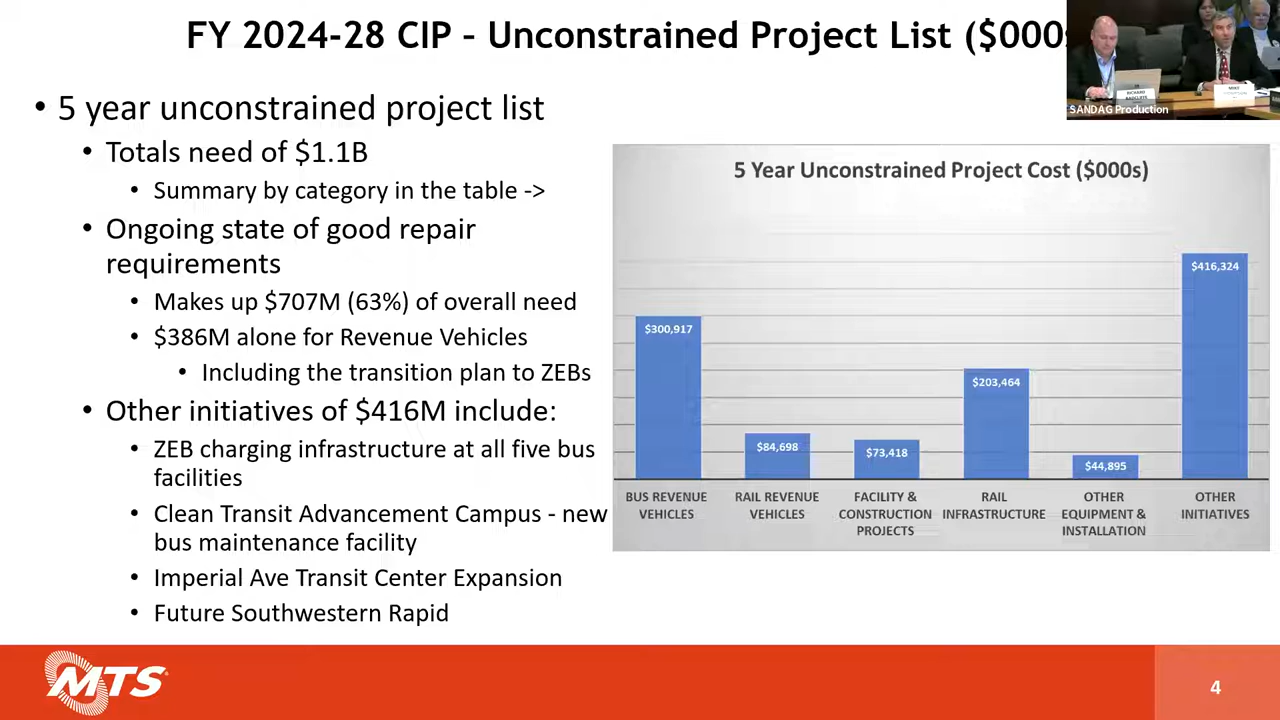 FY 2024-28 CIP – Unconstrained Project List ($000s
• 5 year unconstrained project list
• Totals need of $1.1B
• Summary by category in the table ->
• Ongoing state of good repair
requirements
• Makes up $707M (63%) of overall need
• $386M alone for Revenue Vehicles
• Including the transition plan to ZEBs
• Other initiatives of $416M include:
• ZEB charging infrastructure at all five bus
facilities
• Clean Transit Advancement Campus - new
bus maintenance facility
• Imperial Ave Transit Center Expansion
• Future Southwestern Rapid
SANDAG Production
5 Year Unconstrained Project Cost ($000s)
$300,917
$84,698
$73,418
$203,464
$44,895
$416,324
BUS REVENUE
VEHICLES
RAIL REVENUE
VEHICLES
FACILITY &
CONSTRUCTION
PROJECTS
RAIL
INFRASTRUCTURE
OTHER
EQUIPMENT &
INSTALLATION
OTHER
INITIATIVES
MTS
4